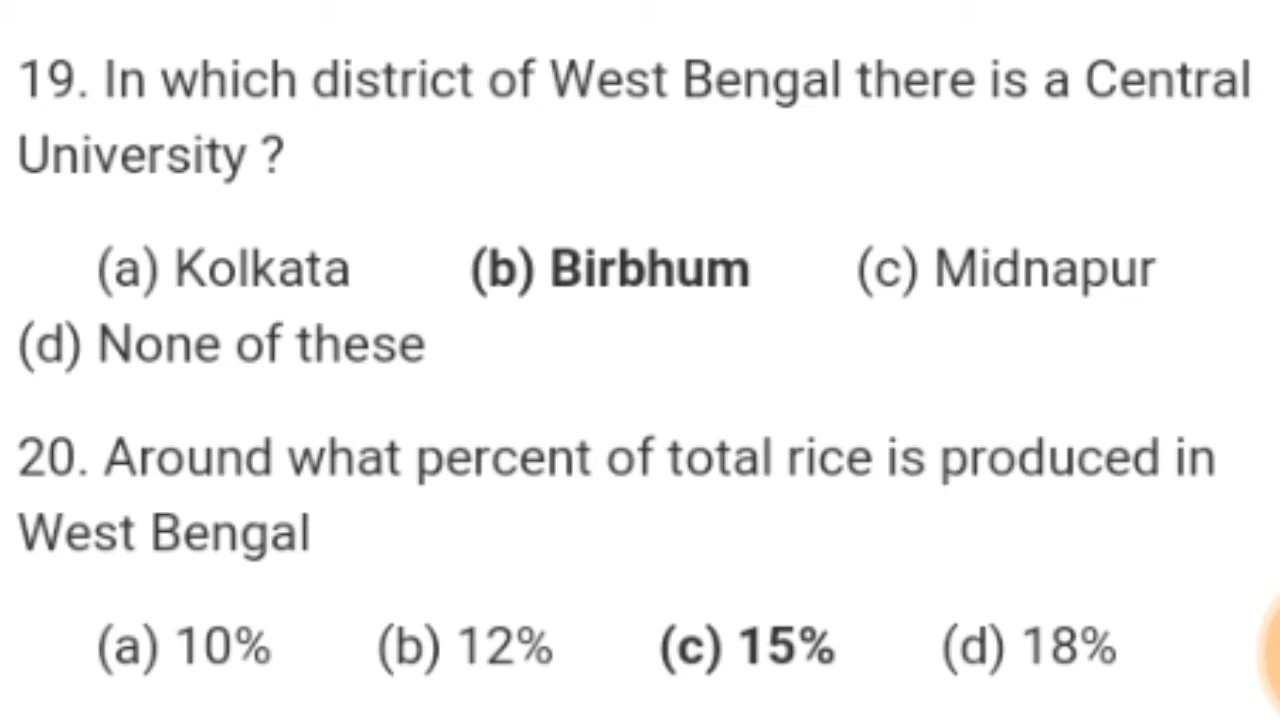 19. In which district of West Bengal there is a Central
University ?
(a) Kolkata (b) Birbhum (c) Midnapur
(d) None of these
20. Around what percent of total rice is produced in
West Bengal
(a) 10% (b) 12% (c) 15% (d) 18%